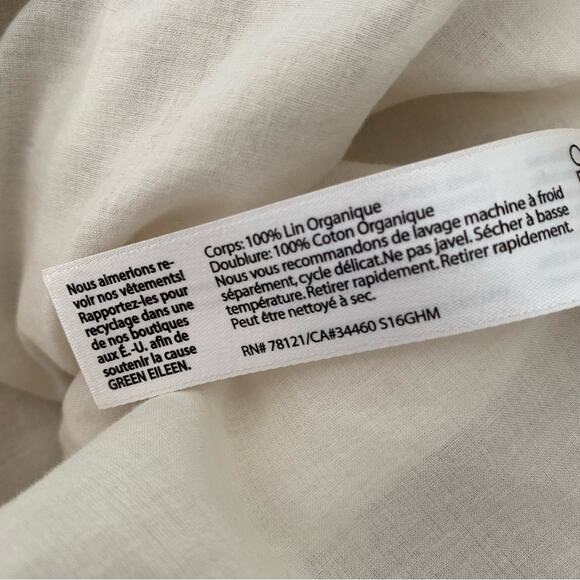 Nous aimerions re-
voir nos vêtements!
Rapportez-les pour
recyclage dans une
de nos boutiques
aux É.-U. afin de
soutenir la cause
GREEN EILEEN.
Corps: 100% Lin Organique
Doublure: 100% Coton Organique
Nous vous recommandons de lavage machine à froid
séparément, cycle délicat.Ne pas javel. Sécher à basse
température. Retirer rapidement. Retirer rapidement.
Peut être nettoyé à sec.
RN# 78121/CA#34460 S16GHM